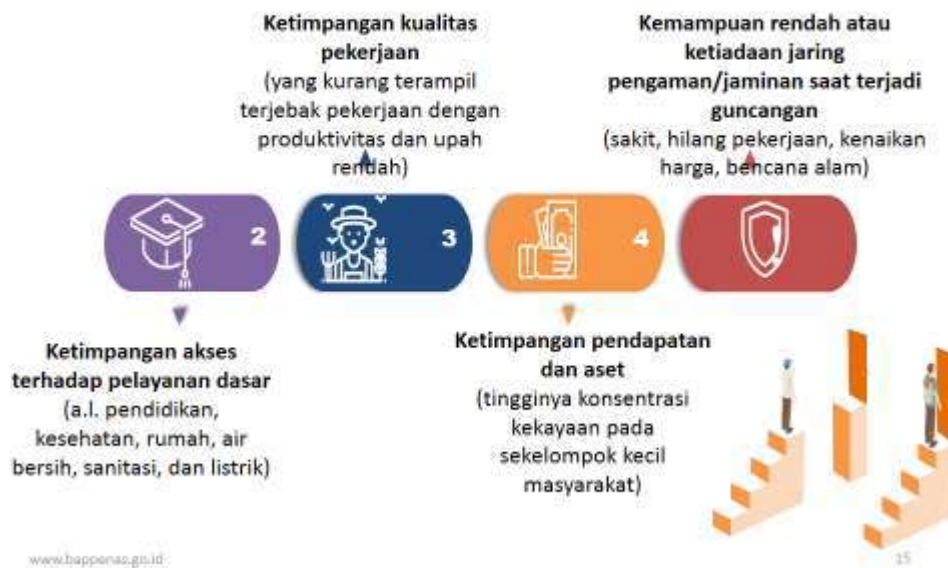 Ketimpangan kualitas
pekerjaan
(yang kurang terampil
terjebak pekerjaan dengan
produktivitas dan upah
rendah)
Kemampuan rendah atau
ketiadaan jaring
pengaman/jaminan saat terjadi
guncangan
(sakit, hilang pekerjaan, kenaikan
harga, bencana alam)
2
3
4
Ketimpangan akses
terhadap pelayanan dasar
(a.l. pendidikan,
kesehatan, rumah, air
bersih, sanitasi, dan listrik)
Ketimpangan pendapatan
dan aset
(tingginya konsentrasi
kekayaan pada
sekelompok kecil
masyarakat)
www.bappenas.go.id
15